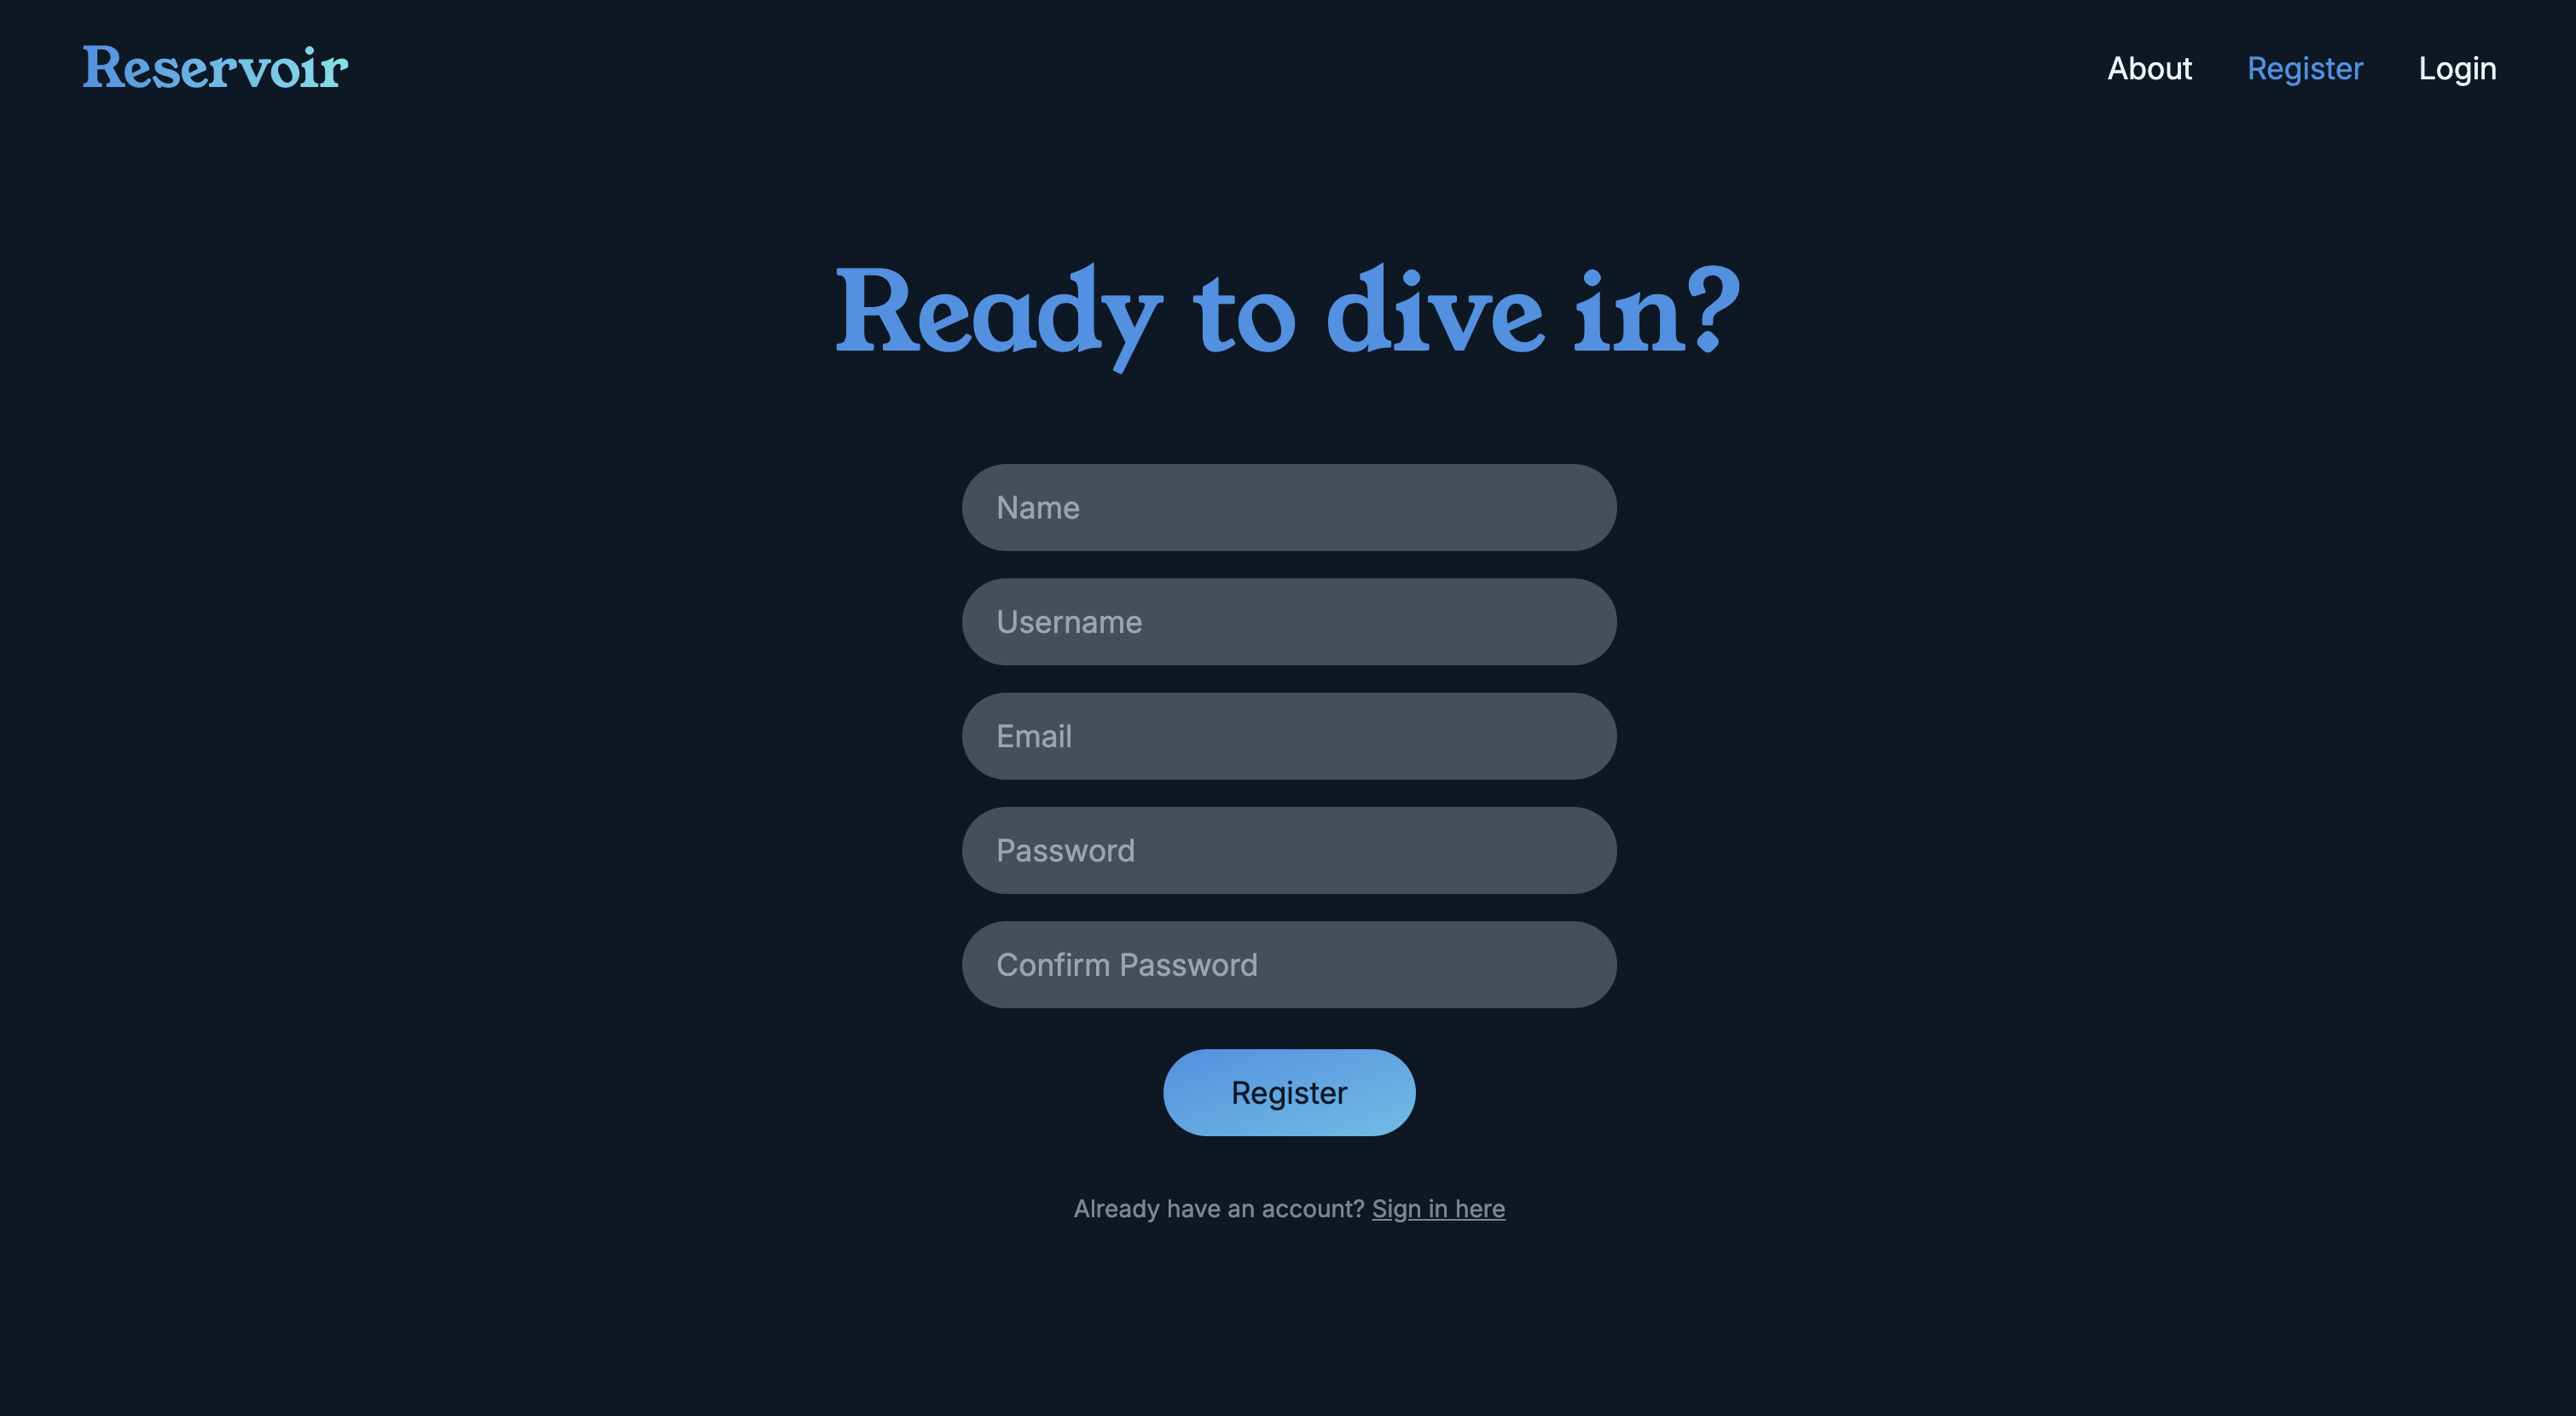 Reservoir
About Register Login
Ready to dive in?
Name
Username
Email
Password
Confirm Password
Register
Already have an account? Sign in here